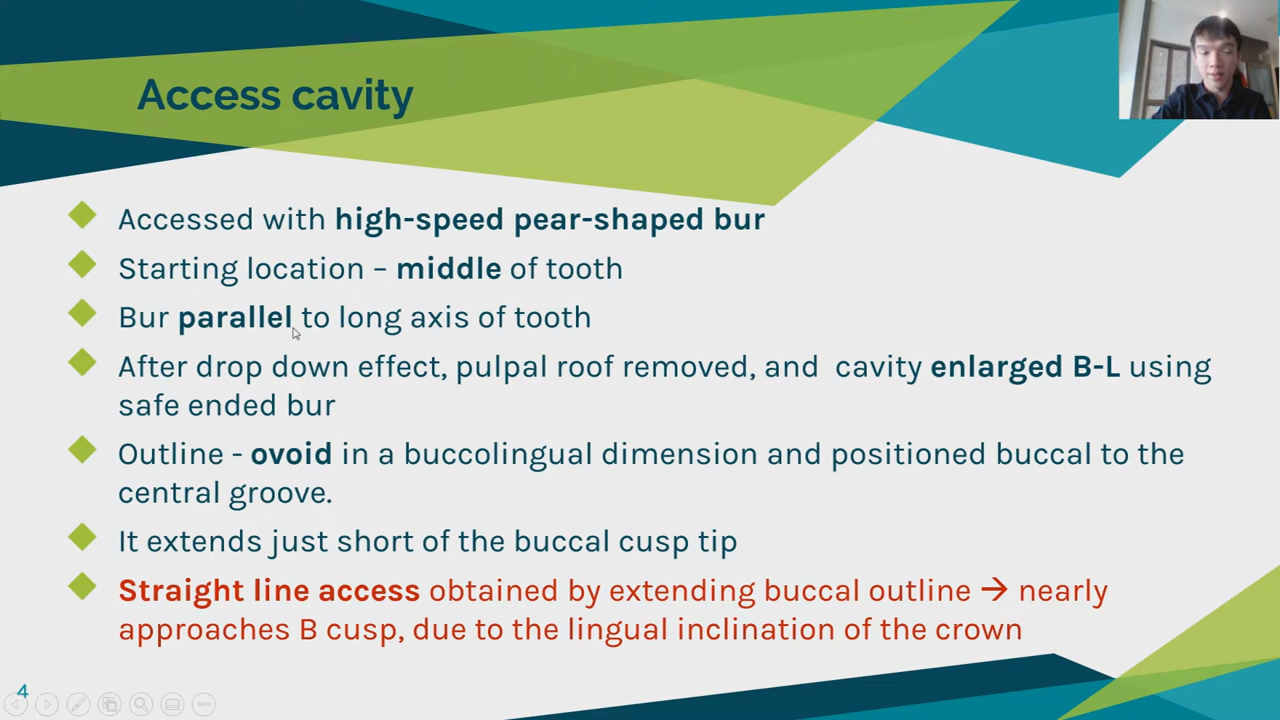 Access cavity
Accessed with high-speed pear-shaped bur
Starting location – middle of tooth
Bur parallel to long axis of tooth
After drop down effect, pulpal roof removed, and cavity enlarged B-L using
safe ended bur
Outline - ovoid in a buccolingual dimension and positioned buccal to the
central groove.
It extends just short of the buccal cusp tip
Straight line access obtained by extending buccal outline → nearly
approaches B cusp, due to the lingual inclination of the crown
4